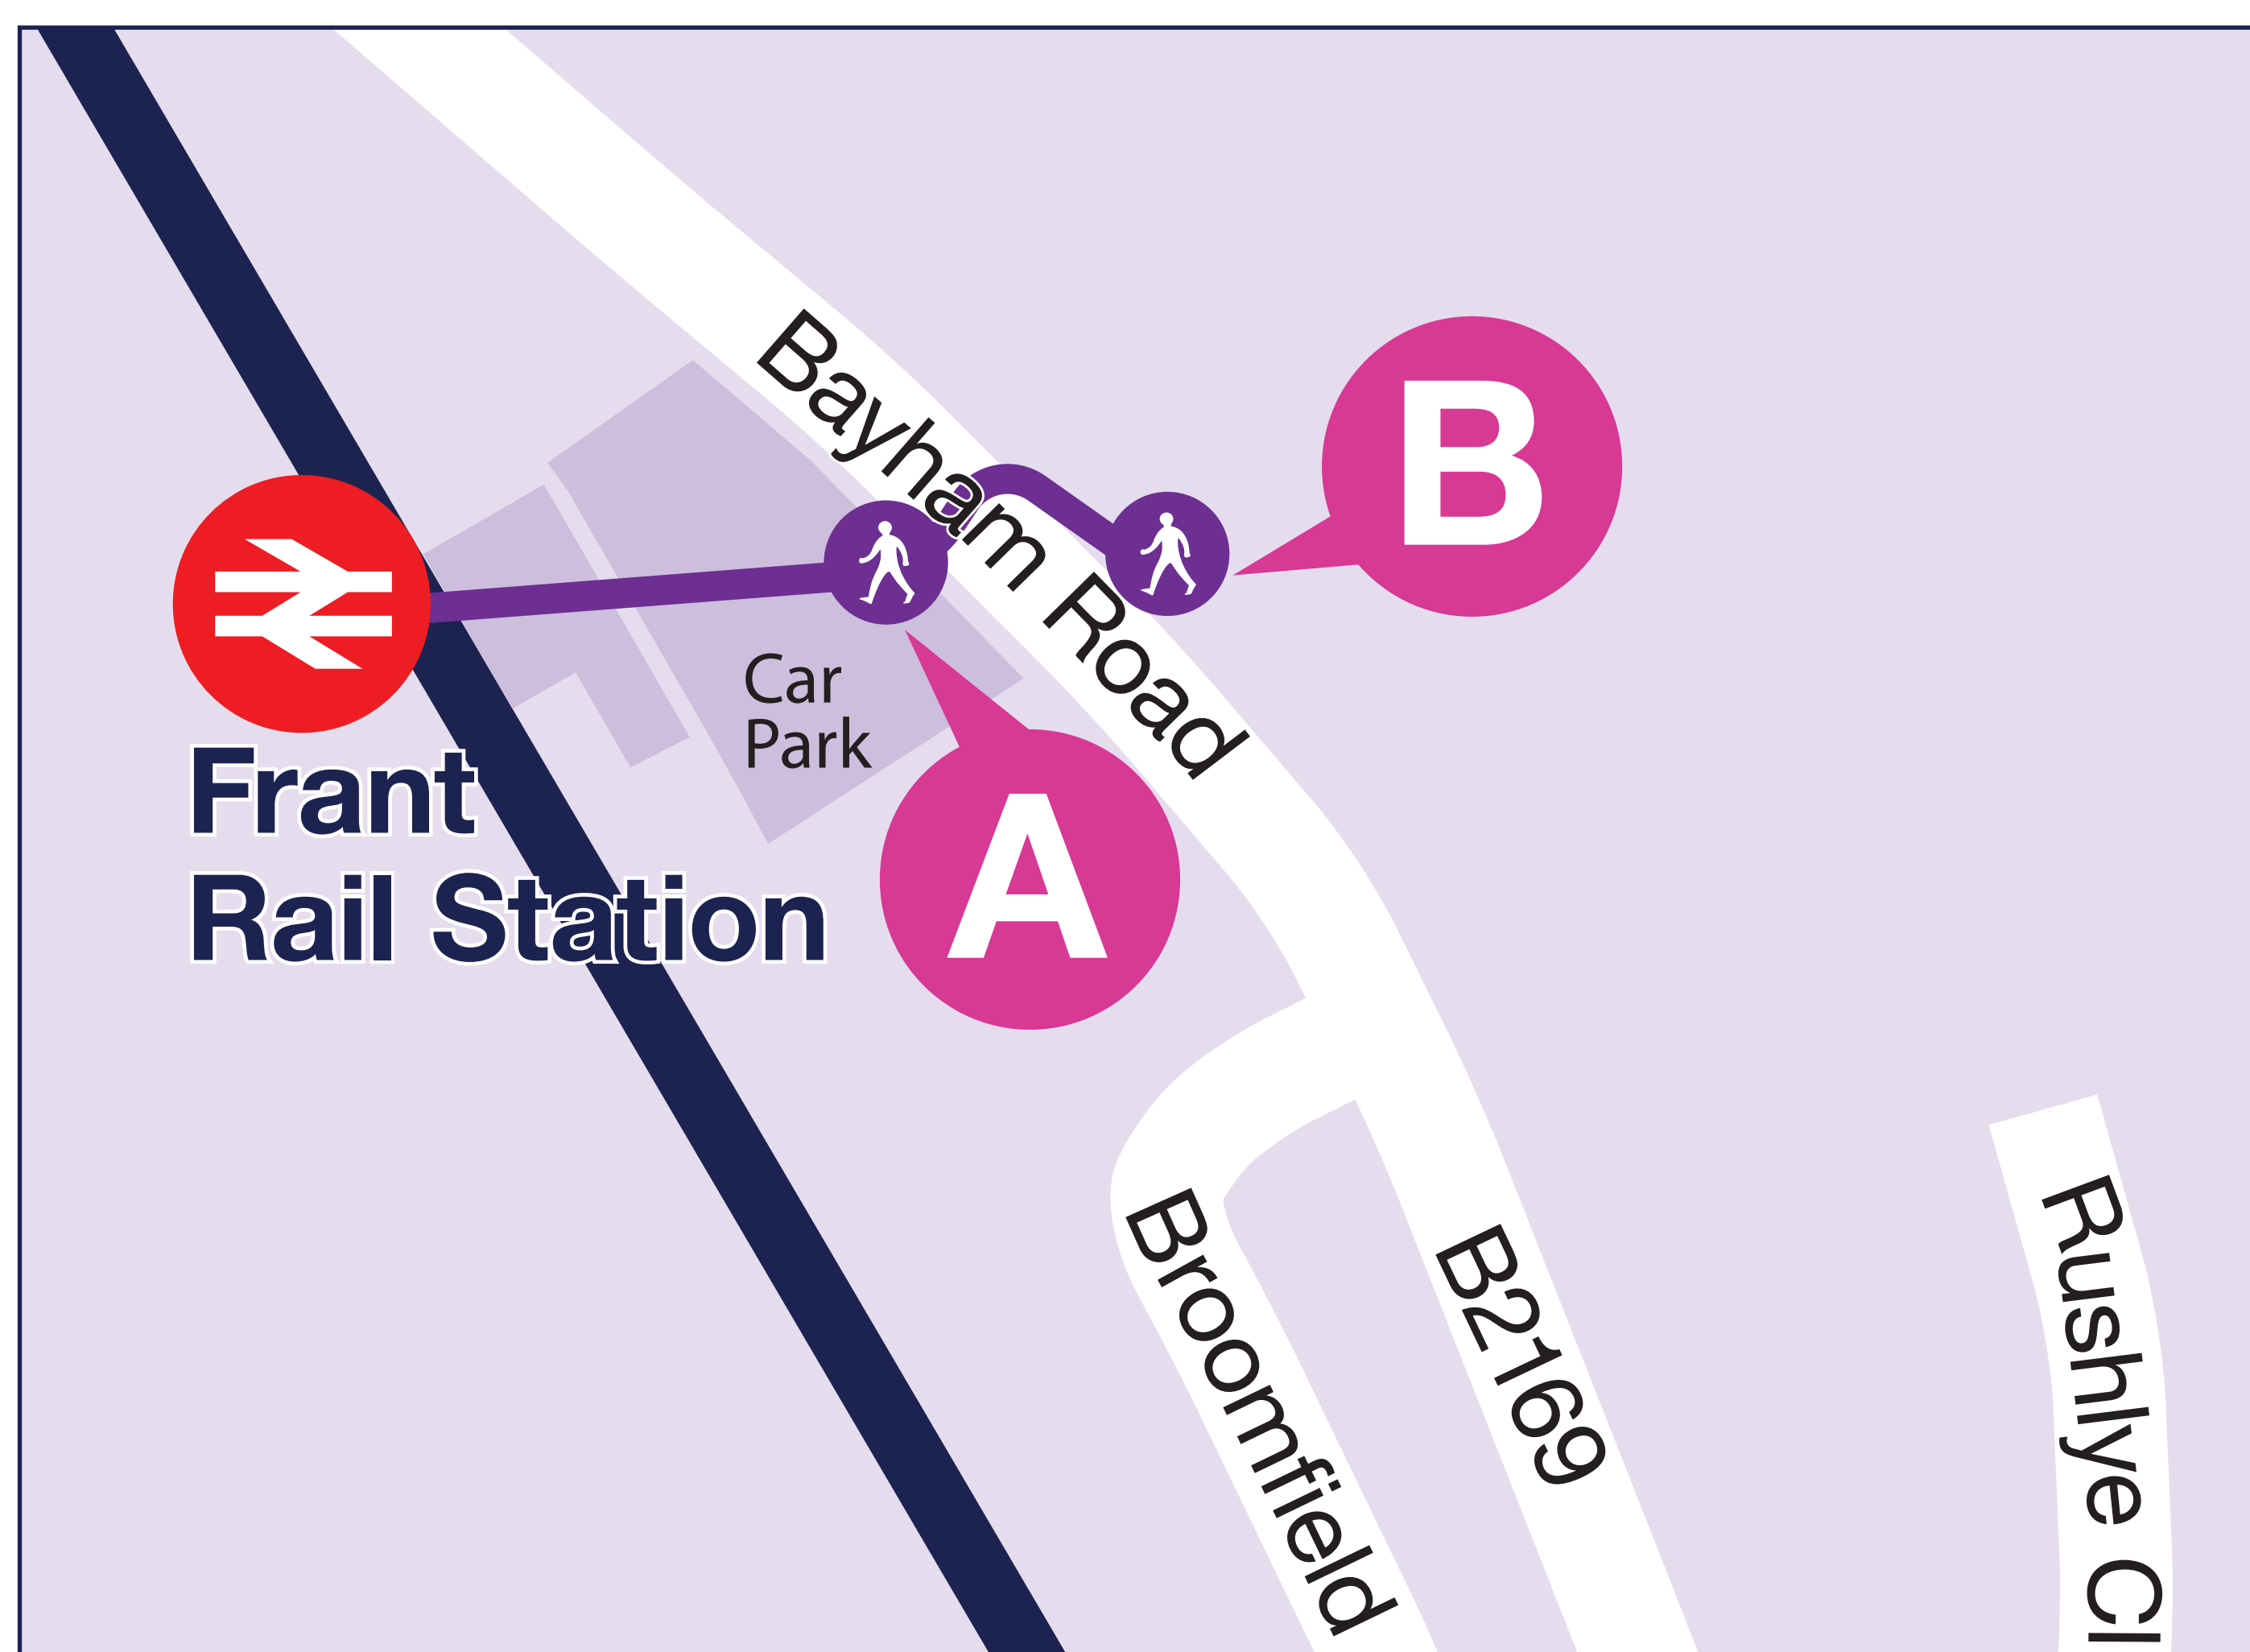 Bayham Road
B
Car
Park
Frant
Rail Station
A
Broomfield
B2169
Rushlye Cl